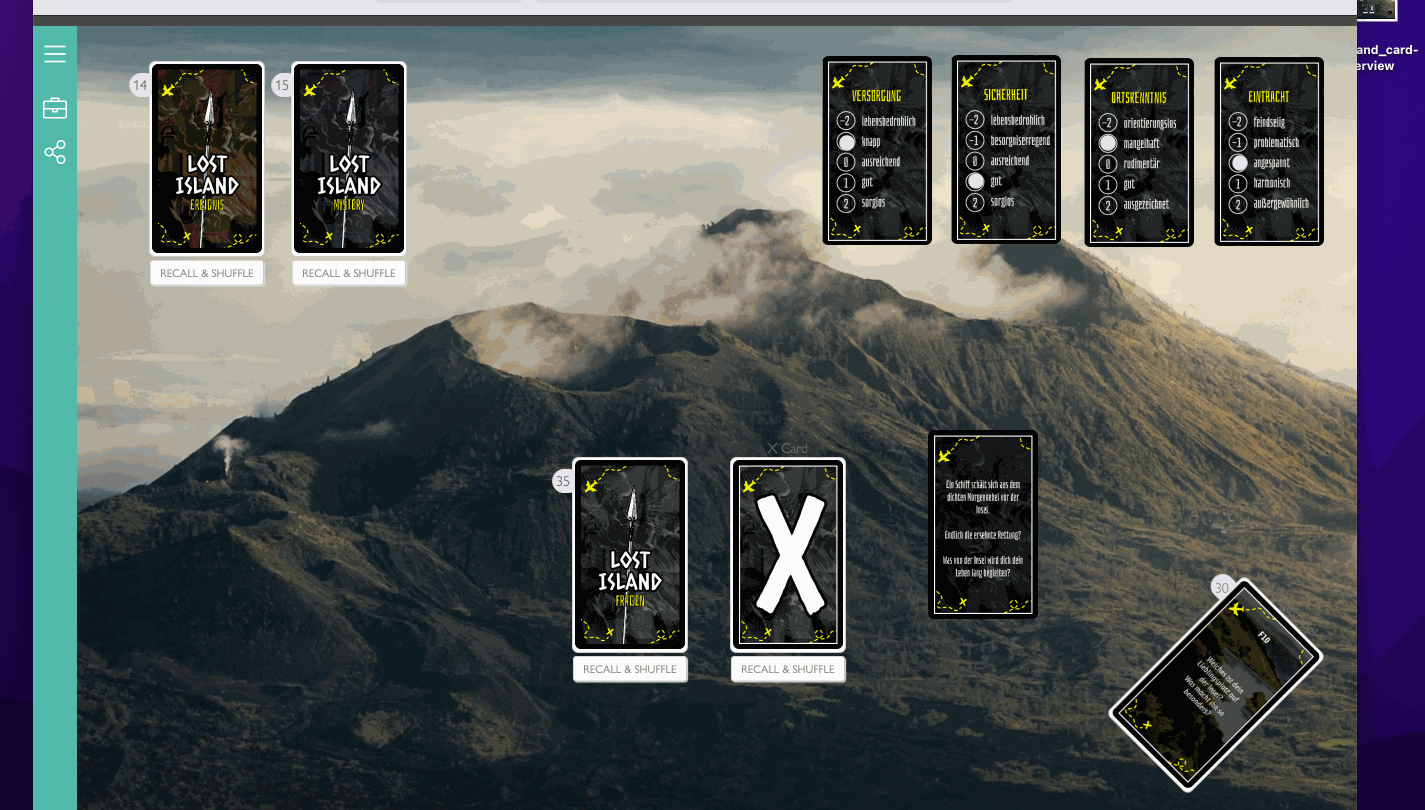 and_card-
erview
14
LOST
ISLAND
EREIGNIS
RECALL & SHUFFLE
15
LOST
ISLAND
MYSTORY
RECALL & SHUFFLE
VERSORGUNG
-2 lebensbedrohlich
knapp
0 ausreichend
1 gut
2 sorglos
SICHERHEIT
-2 lebensbedrohlich
-1 besorgniserregend
0 ausreichend
gut
2 sorglos
ORTSKENNTNIS
-2 orientierungslos
mangelhaft
0 rudimentär
1 gut
2 ausgezeichnet
EINTRACHT
-2 feindselig
-1 problematisch
angespannt
1 harmonisch
2 außergewöhnlich
35
LOST
ISLAND
FRAGEN
RECALL & SHUFFLE
X Card
X
RECALL & SHUFFLE
Ein Schiff schält sich aus dem
dichten Morgennebel vor der
Insel.
Endlich die ersehnte Rettung?
Was von der Insel wird dich dein
Leben lang begleiten?
30
F10
Welches ist dein
Lieblingsplatz auf
der Insel?
Was macht ihn so
besonders?